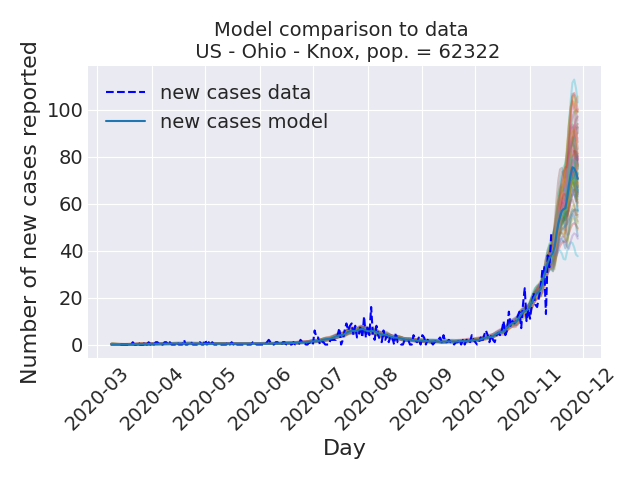 Model comparison to data
US - Ohio - Knox, pop. = 62322
Number of new cases reported
new cases data
new cases model
100
80
60
40
20
0
2020-03
2020-04
2020-05
2020-06
2020-07
2020-08
2020-09
2020-10
2020-11
2020-12
Day